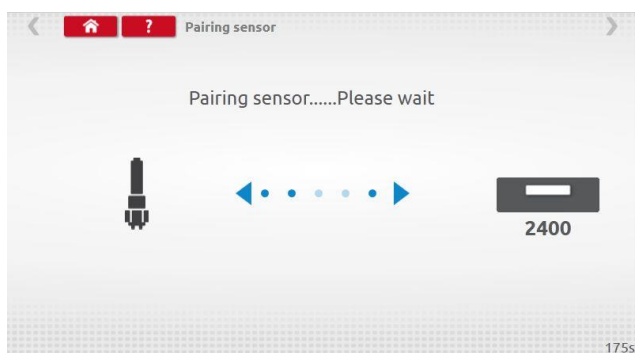 ? Pairing sensor
Pairing sensor......Please wait
2400
175s